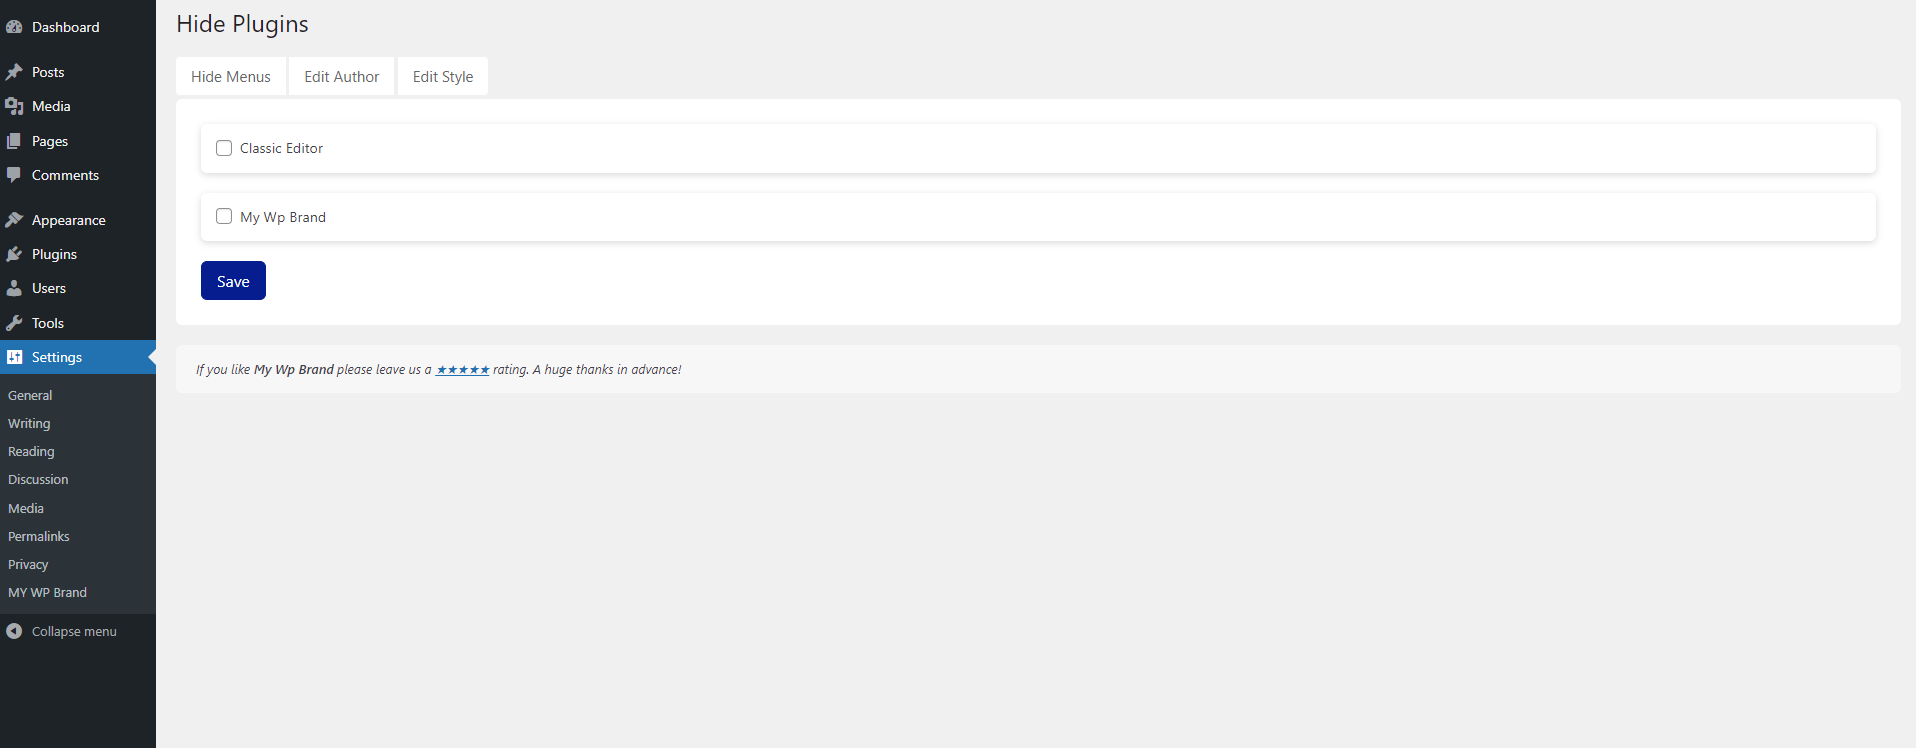 Dashboard
Posts
Media
Pages
Comments
Appearance
Plugins
Users
Tools
Settings
General
Writing
Reading
Discussion
Media
Permalinks
Privacy
MY WP Brand
Collapse menu
Hide Plugins
Hide Menus
Edit Author
Edit Style
Classic Editor
My Wp Brand
Save
If you like My Wp Brand please leave us a ★★★★★ rating. A huge thanks in advance!